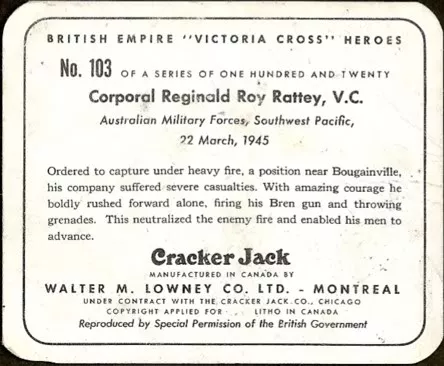 BRITISH EMPIRE "VICTORIA CROSS" HEROES
No. 103 OF A SERIES OF ONE HUNDRED AND TWENTY
Corporal Reginald Roy Rattey, V.C.
Australian Military Forces, Southwest Pacific,
22 March, 1945
Ordered to capture under heavy fire, a position near Bougainville,
his company suffered severe casualties. With amazing courage he
boldly rushed forward alone, firing his Bren gun and throwing
grenades. This neutralized the enemy fire and enabled his men to
advance.
Cracker Jack
MANUFACTURED IN CANADA BY
WALTER M. LOWNEY CO. LTD. - MONTREAL
UNDER CONTRACT WITH THE CRACKER JACK CO., CHICAGO
COPYRIGHT APPLIED FOR LITHO IN CANADA
Reproduced by Special Permission of the British Government